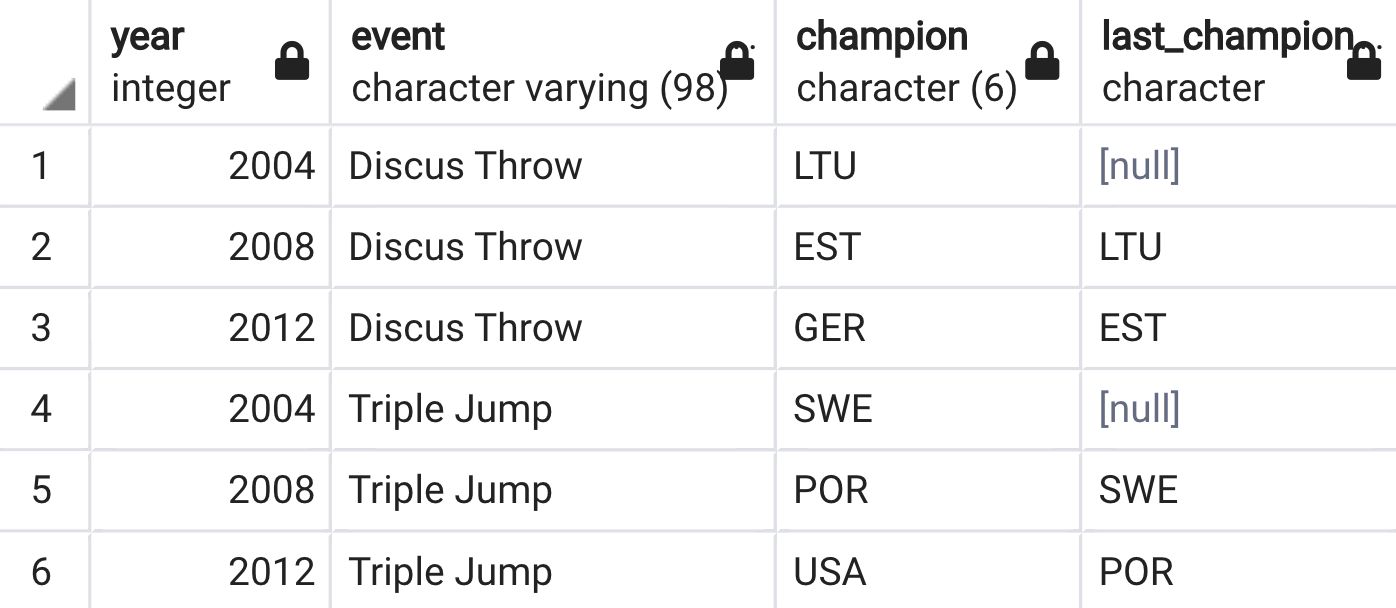 year event champion last_champion
integer character varying (98) character (6) character
1 2004 Discus Throw LTU [null]
2 2008 Discus Throw EST LTU
3 2012 Discus Throw GER EST
4 2004 Triple Jump SWE [null]
5 2008 Triple Jump POR SWE
6 2012 Triple Jump USA POR